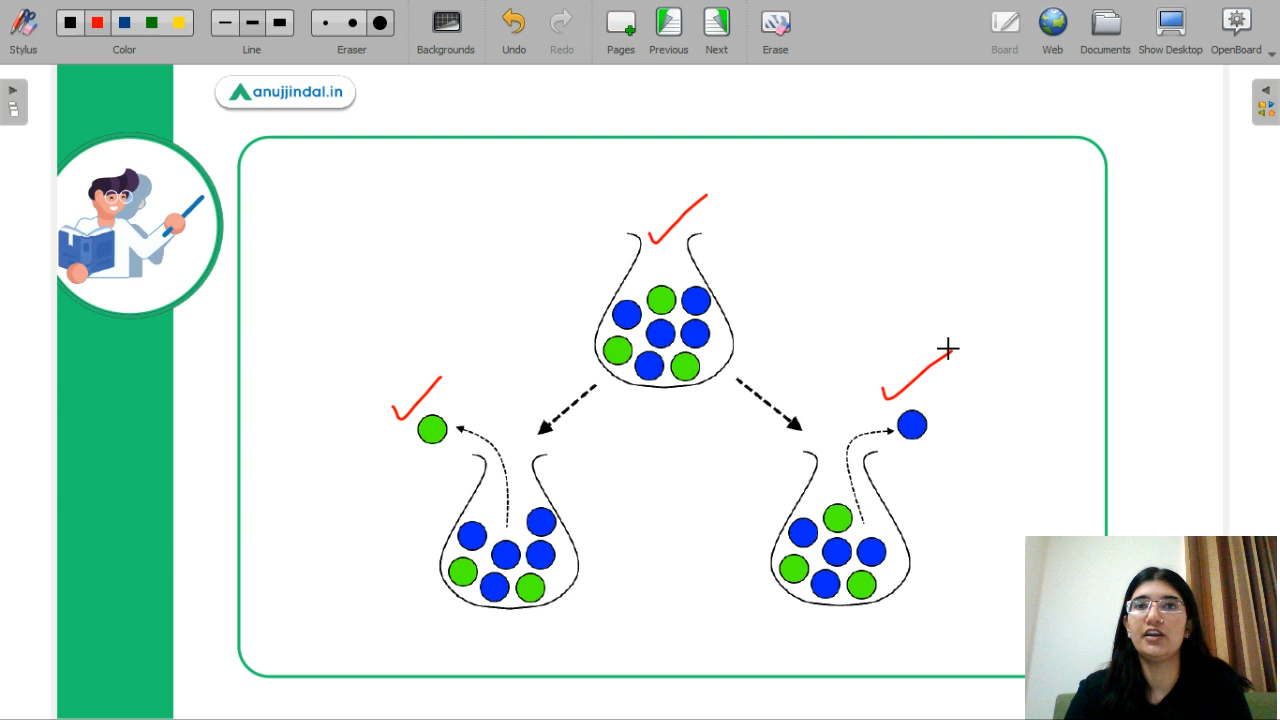 Stylus
Color
Line
Eraser
Backgrounds
Undo
Redo
Pages
Previous
Next
Erase
Board
Web
Documents
Show Desktop
OpenBoard
anujjindal.in